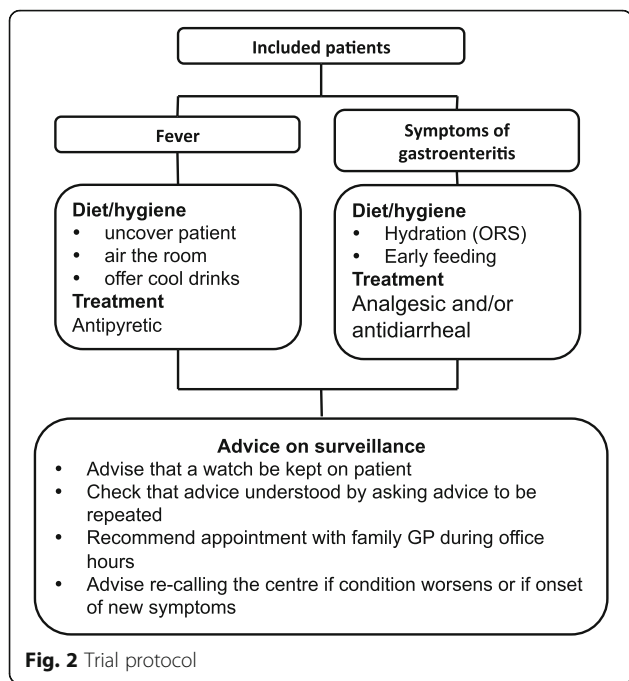 Included patients
Fever
Symptoms of
gastroenteritis
Diet/hygiene
• uncover patient
• air the room
• offer cool drinks
Treatment
Antipyretic
Diet/hygiene
• Hydration (ORS)
• Early feeding
Treatment
Analgesic and/or
antidiarrheal
Advice on surveillance
• Advise that a watch be kept on patient
• Check that advice understood by asking advice to be
repeated
• Recommend appointment with family GP during office
hours
• Advise re-calling the centre if condition worsens or if onset
of new symptoms
Fig. 2 Trial protocol